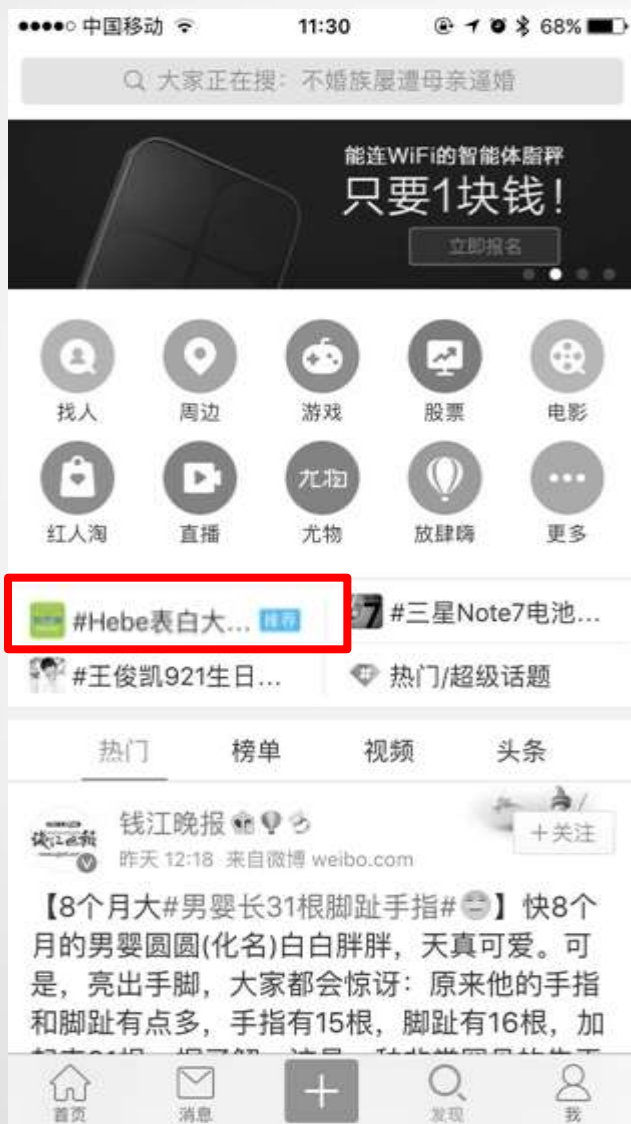 中国移动 11:30 68%
大家正在搜：不婚族屡遭母亲逼婚
能连WiFi的智能体脂秤
只要1块钱！
立即报名
找人 周边 游戏 股票 电影
尤物
红人淘 直播 尤物 放肆嗨 更多
#Hebe表白大... 推荐 #三星Note7电池...
#王俊凯921生日... 热门/超级话题
热门 榜单 视频 头条
钱江晚报
+关注
昨天 12:18 来自微博 weibo.com
【8个月大#男婴长31根脚趾手指#】快8个
月的男婴圆圆(化名)白白胖胖，天真可爱。可
是，亮出手脚，大家都会惊讶：原来他的手指
和脚趾有点多，手指有15根，脚趾有16根，加
首页 消息 发现 我